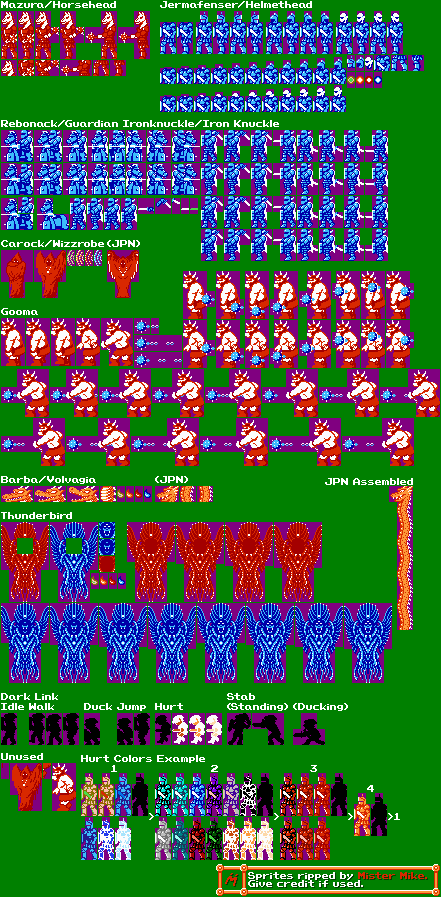 Mazura/Horsehead
Jermafenser/Helmethead
Rebonack/Guardian Ironknuckle/Iron Knuckle
Carock/Wizzrobe(JPN)
Gooma
Barba/Volvagia (JPN)
JPN Assembled
Thunderbird
Dark Link
Idle Walk Duck Jump Hurt
Stab
(Standing) (Ducking)
Unused
Hurt Colors Example
1 2 3
4
> > >1
Sprites ripped by Mister Mike.
Give credit if used.